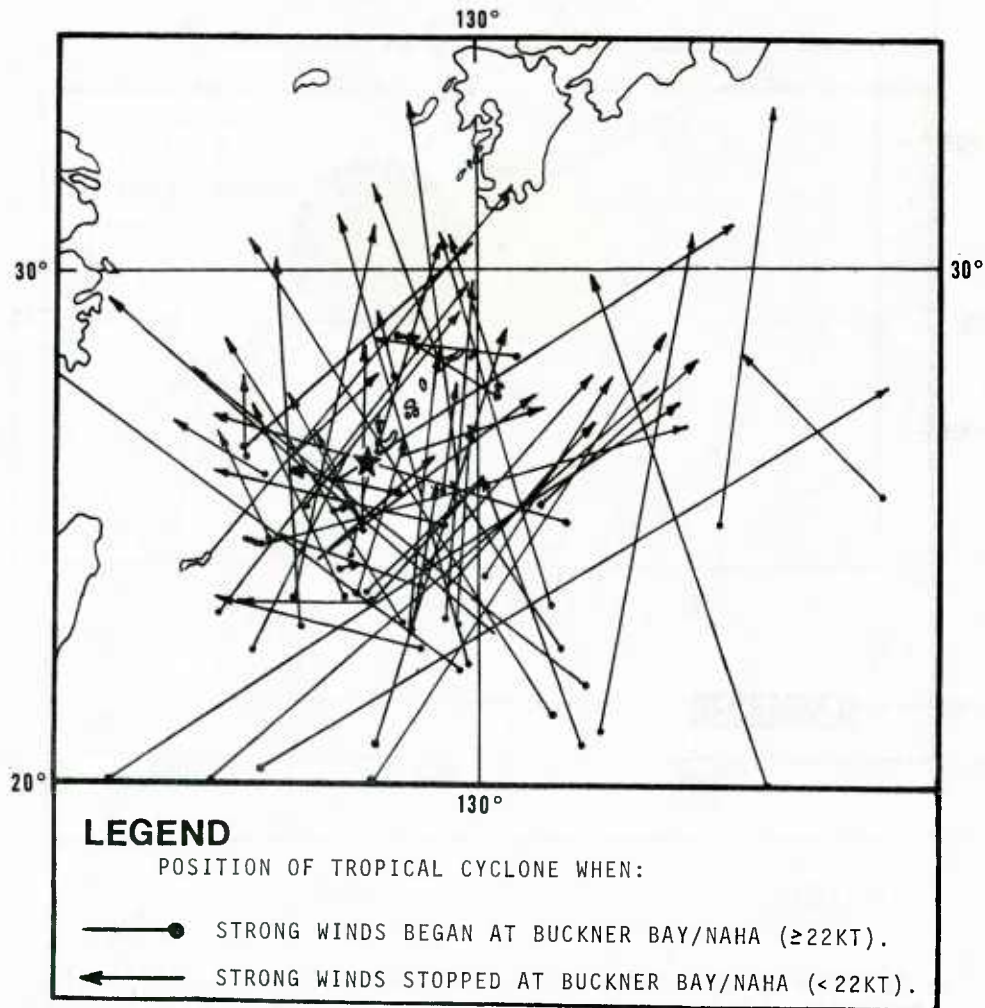 130°
30°
30°
20°
130°
LEGEND
POSITION OF TROPICAL CYCLONE WHEN:
STRONG WINDS BEGAN AT BUCKNER BAY/NAHA (≥22KT).
STRONG WINDS STOPPED AT BUCKNER BAY/NAHA (<22KT).